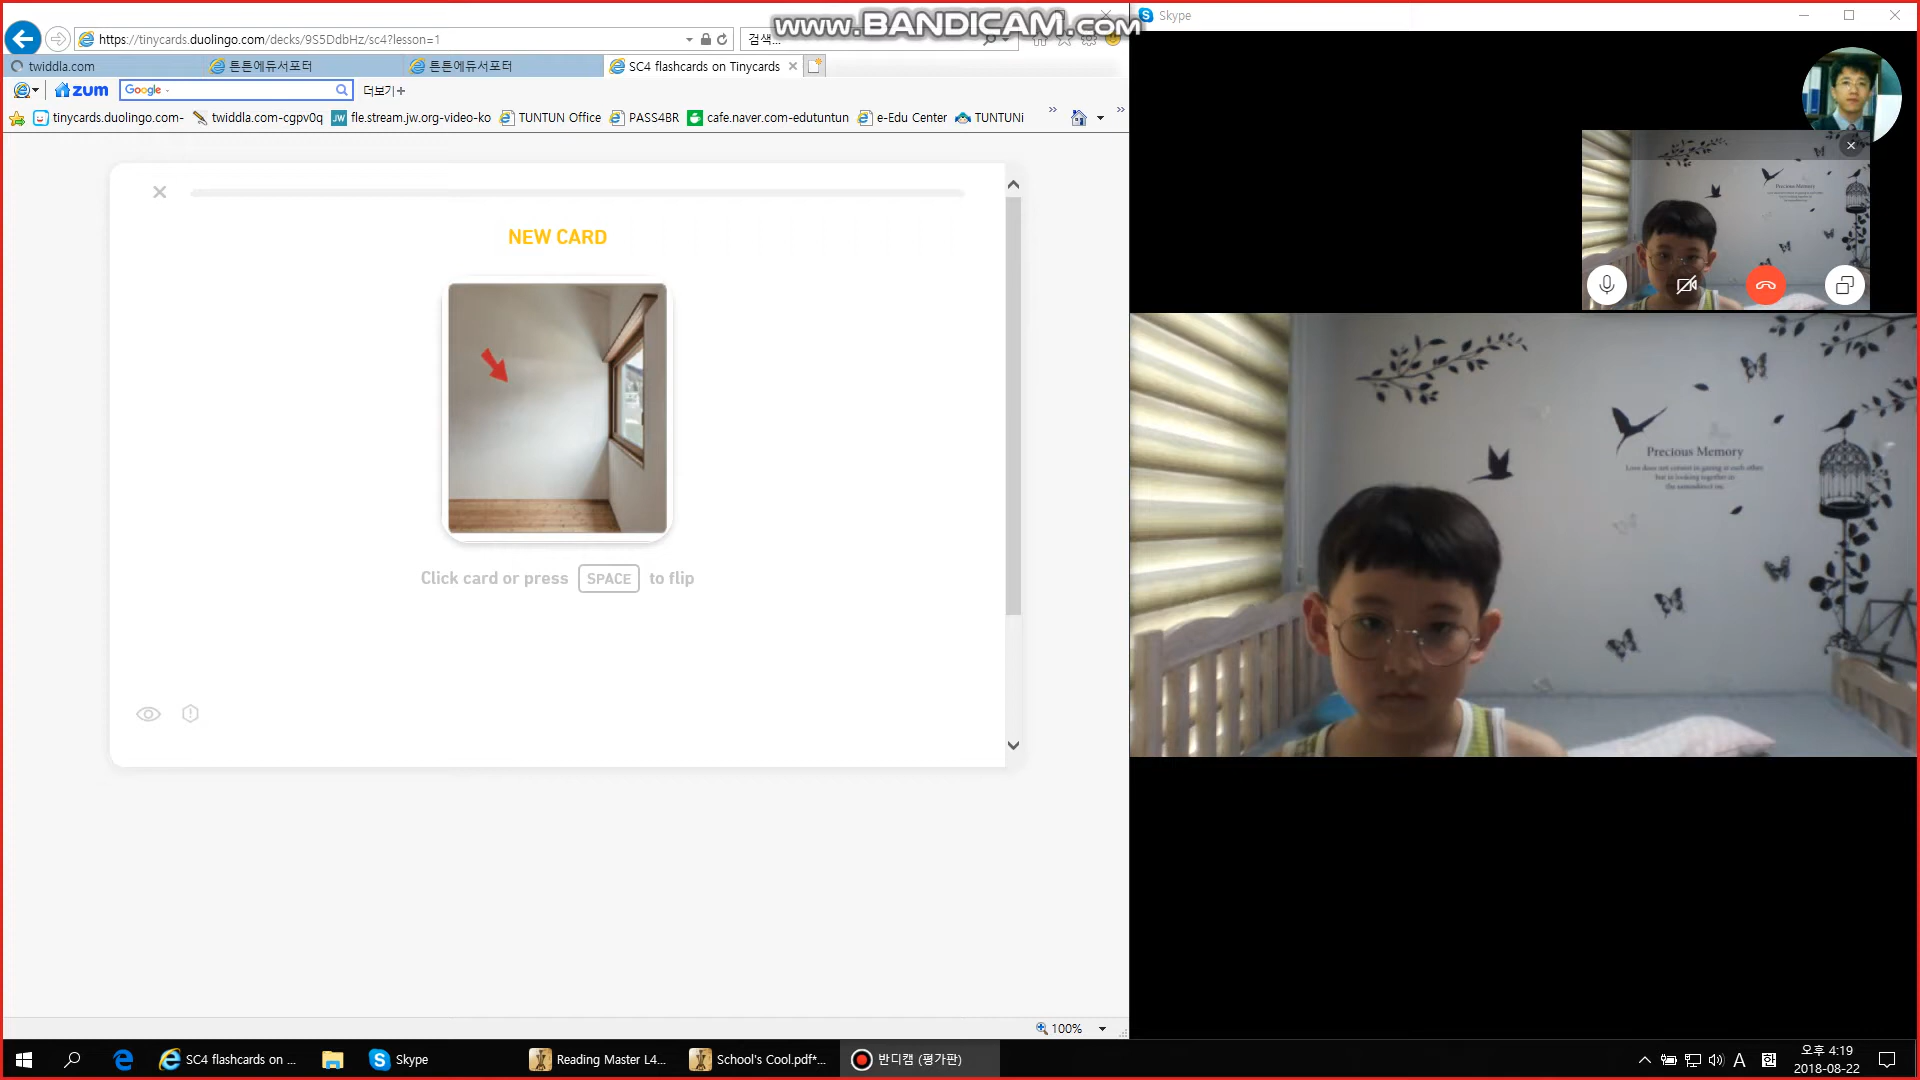 www.BANDICAM.com
https://tinycards.duolingo.com/decks/9S5DdbHz/sc4?lesson=1
검색...
twiddla.com
튼튼에듀서포터
튼튼에듀서포터
SC4 flashcards on Tinycards
zum
Google
더보기+
tinycards.duolingo.com-
twiddla.com-cgpv0q
JW
fle.stream.jw.org-video-ko
TUNTUN Office
PASS4BR
cafe.naver.com-edutuntun
e-Edu Center
TUNTUNi
NEW CARD
Click card or press SPACE to flip
100%
Skype
Precious Memory
Precious Memory
SC4 flashcards on ...
Skype
Reading Master L4...
School's Cool.pdf*...
반디캠 (평가판)
A
한
오후 4:19
2018-08-22